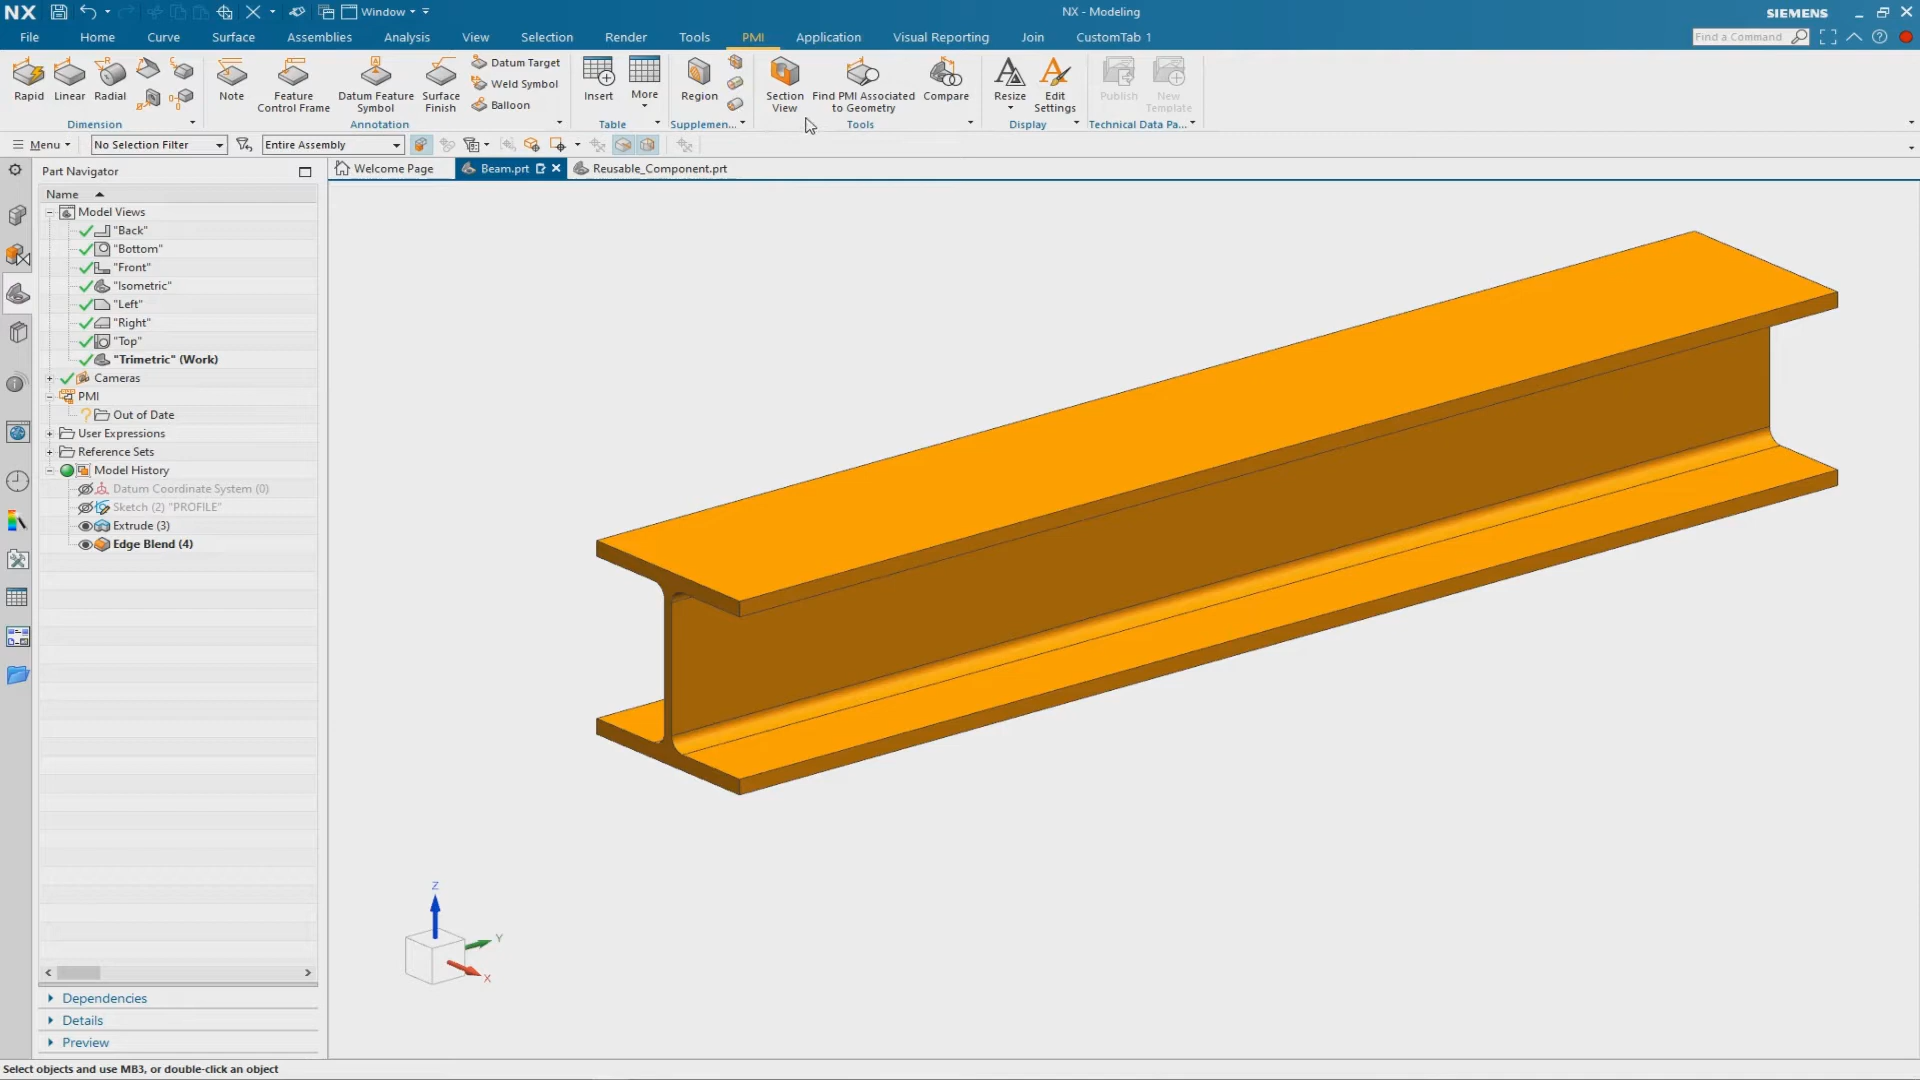 NX
Window
NX - Modeling
SIEMENS
File
Home
Curve
Surface
Assemblies
Analysis
View
Selection
Render
Tools
PMI
Application
Visual Reporting
Join
CustomTab 1
Find a Command
Rapid
Linear
Radial
Dimension
Note
Feature
Control Frame
Datum Feature
Symbol
Surface
Finish
Datum Target
Weld Symbol
Balloon
Annotation
Insert
More
Table
Region
Supplemen...
Section
View
Find PMI Associated
to Geometry
Compare
Tools
Resize
Edit
Settings
Display
Publish
New
Template
Technical Data Pa...
Menu
No Selection Filter
Entire Assembly
Part Navigator
Welcome Page
Beam.prt
Reusable_Component.prt
Name
Model Views
"Back"
"Bottom"
"Front"
"Isometric"
"Left"
"Right"
"Top"
"Trimetric" (Work)
Cameras
PMI
Out of Date
User Expressions
Reference Sets
Model History
Datum Coordinate System (0)
Sketch (2) "PROFILE"
Extrude (3)
Edge Blend (4)
Z
Y
X
Dependencies
Details
Preview
Select objects and use MB3, or double-click an object